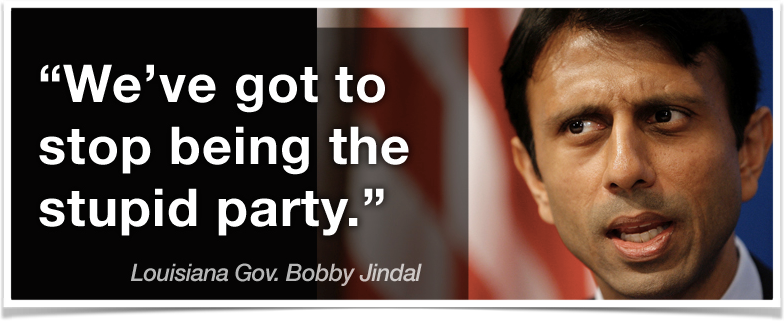 “We’ve got to
stop being the
stupid party.”
Louisiana Gov. Bobby Jindal